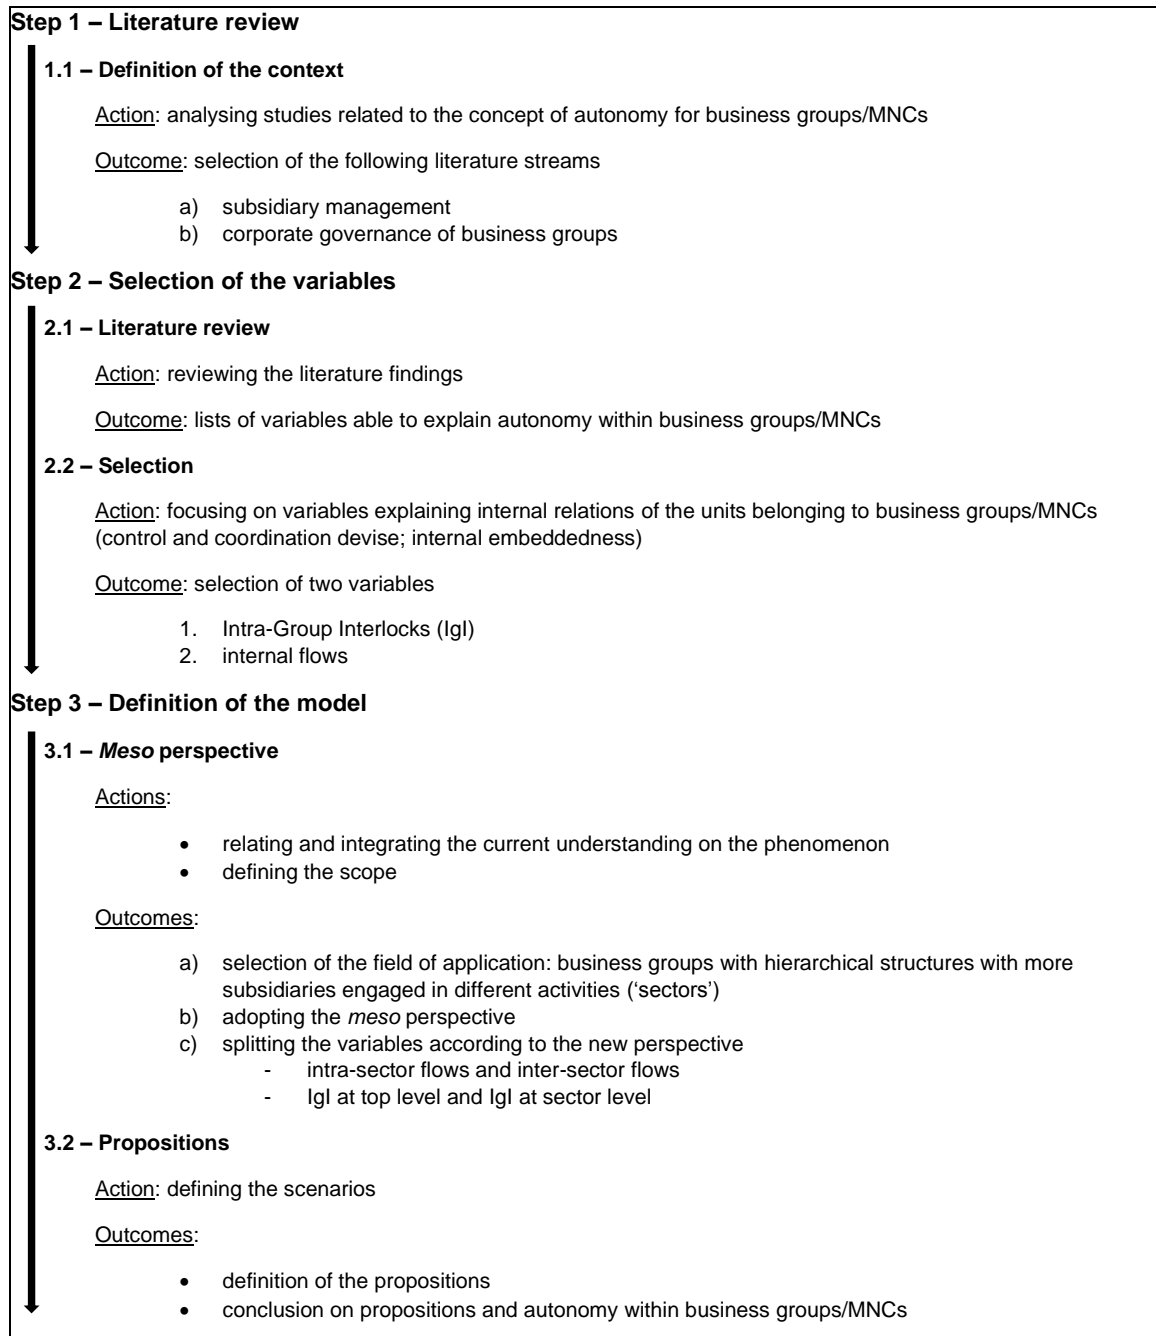 Step 1 – Literature review
1.1 – Definition of the context
Action: analysing studies related to the concept of autonomy for business groups/MNCs
Outcome: selection of the following literature streams
a) subsidiary management
b) corporate governance of business groups
Step 2 – Selection of the variables
2.1 – Literature review
Action: reviewing the literature findings
Outcome: lists of variables able to explain autonomy within business groups/MNCs
2.2 – Selection
Action: focusing on variables explaining internal relations of the units belonging to business groups/MNCs
(control and coordination devise; internal embeddedness)
Outcome: selection of two variables
1. Intra-Group Interlocks (IgI)
2. internal flows
Step 3 – Definition of the model
3.1 – Meso perspective
Actions:
• relating and integrating the current understanding on the phenomenon
• defining the scope
Outcomes:
a) selection of the field of application: business groups with hierarchical structures with more
subsidiaries engaged in different activities (‘sectors’)
b) adopting the meso perspective
c) splitting the variables according to the new perspective
- intra-sector flows and inter-sector flows
- IgI at top level and IgI at sector level
3.2 – Propositions
Action: defining the scenarios
Outcomes:
• definition of the propositions
• conclusion on propositions and autonomy within business groups/MNCs